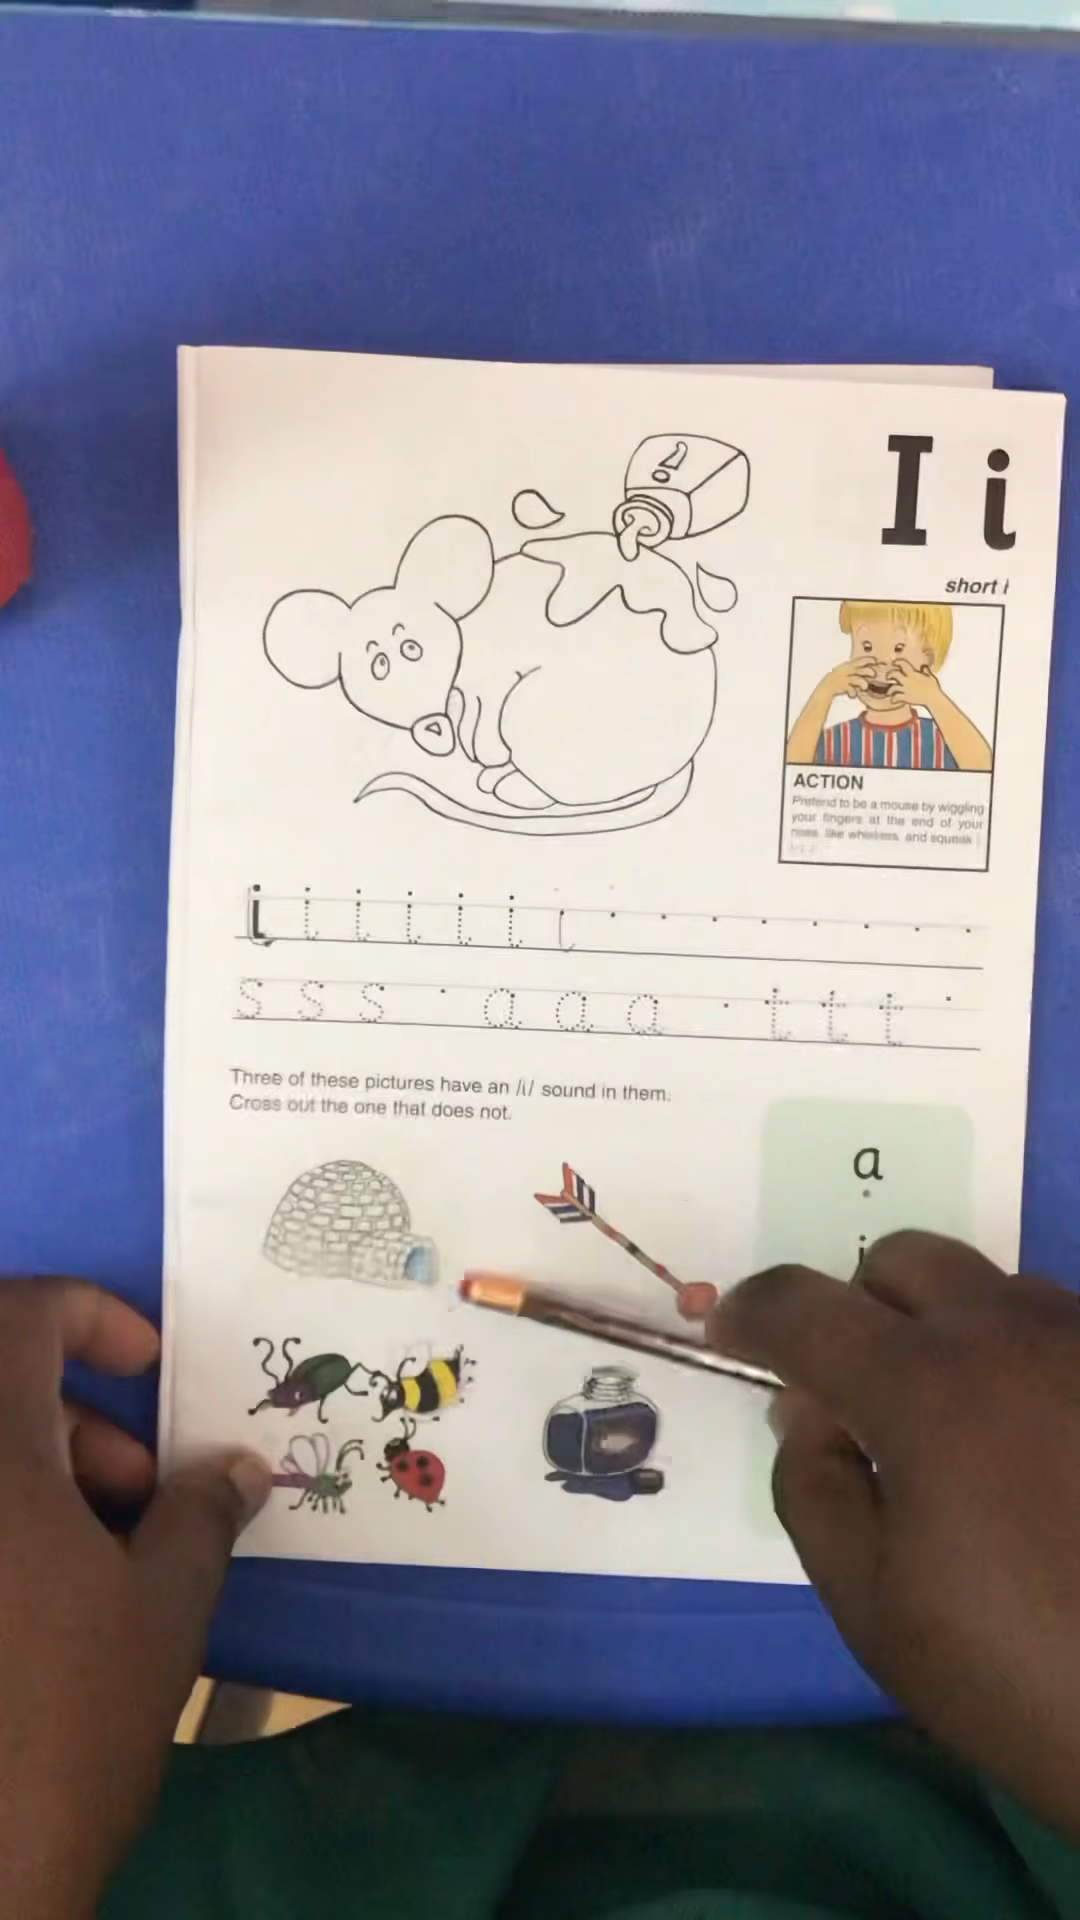 I i
short i
ACTION
Pretend to be a mouse by wiggling
your fingers at the end of your
nose, like whiskers, and squeak
i i i i i i i
s s s a a a t t t
Three of these pictures have an /i/ sound in them.
Cross out the one that does not.
a
i